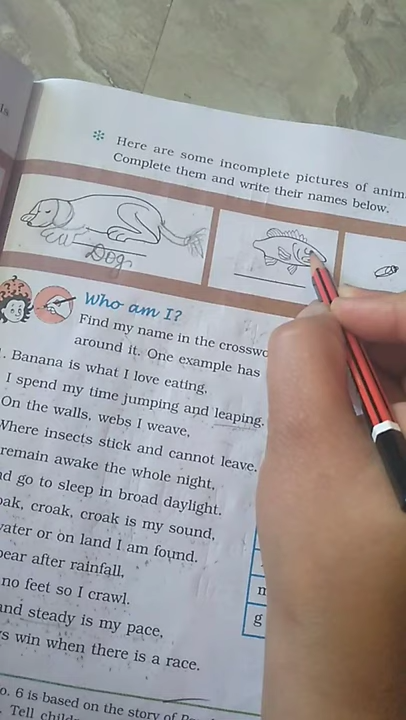 ls
Here are some incomplete pictures of anim
Complete them and write their names below.
Dog
Who am I?
Find my name in the crosswo
around it. One example has
. Banana is what I love eating,
I spend my time jumping and leaping.
On the walls, webs I weave,
Where insects stick and cannot leave.
remain awake the whole night,
nd go to sleep in broad daylight.
oak, croak, croak is my sound,
water or on land I am found.
pear after rainfall,
no feet so I crawl.
and steady is my pace,
s win when there is a race.
m
g
o. 6 is based on the story of
. Tell child